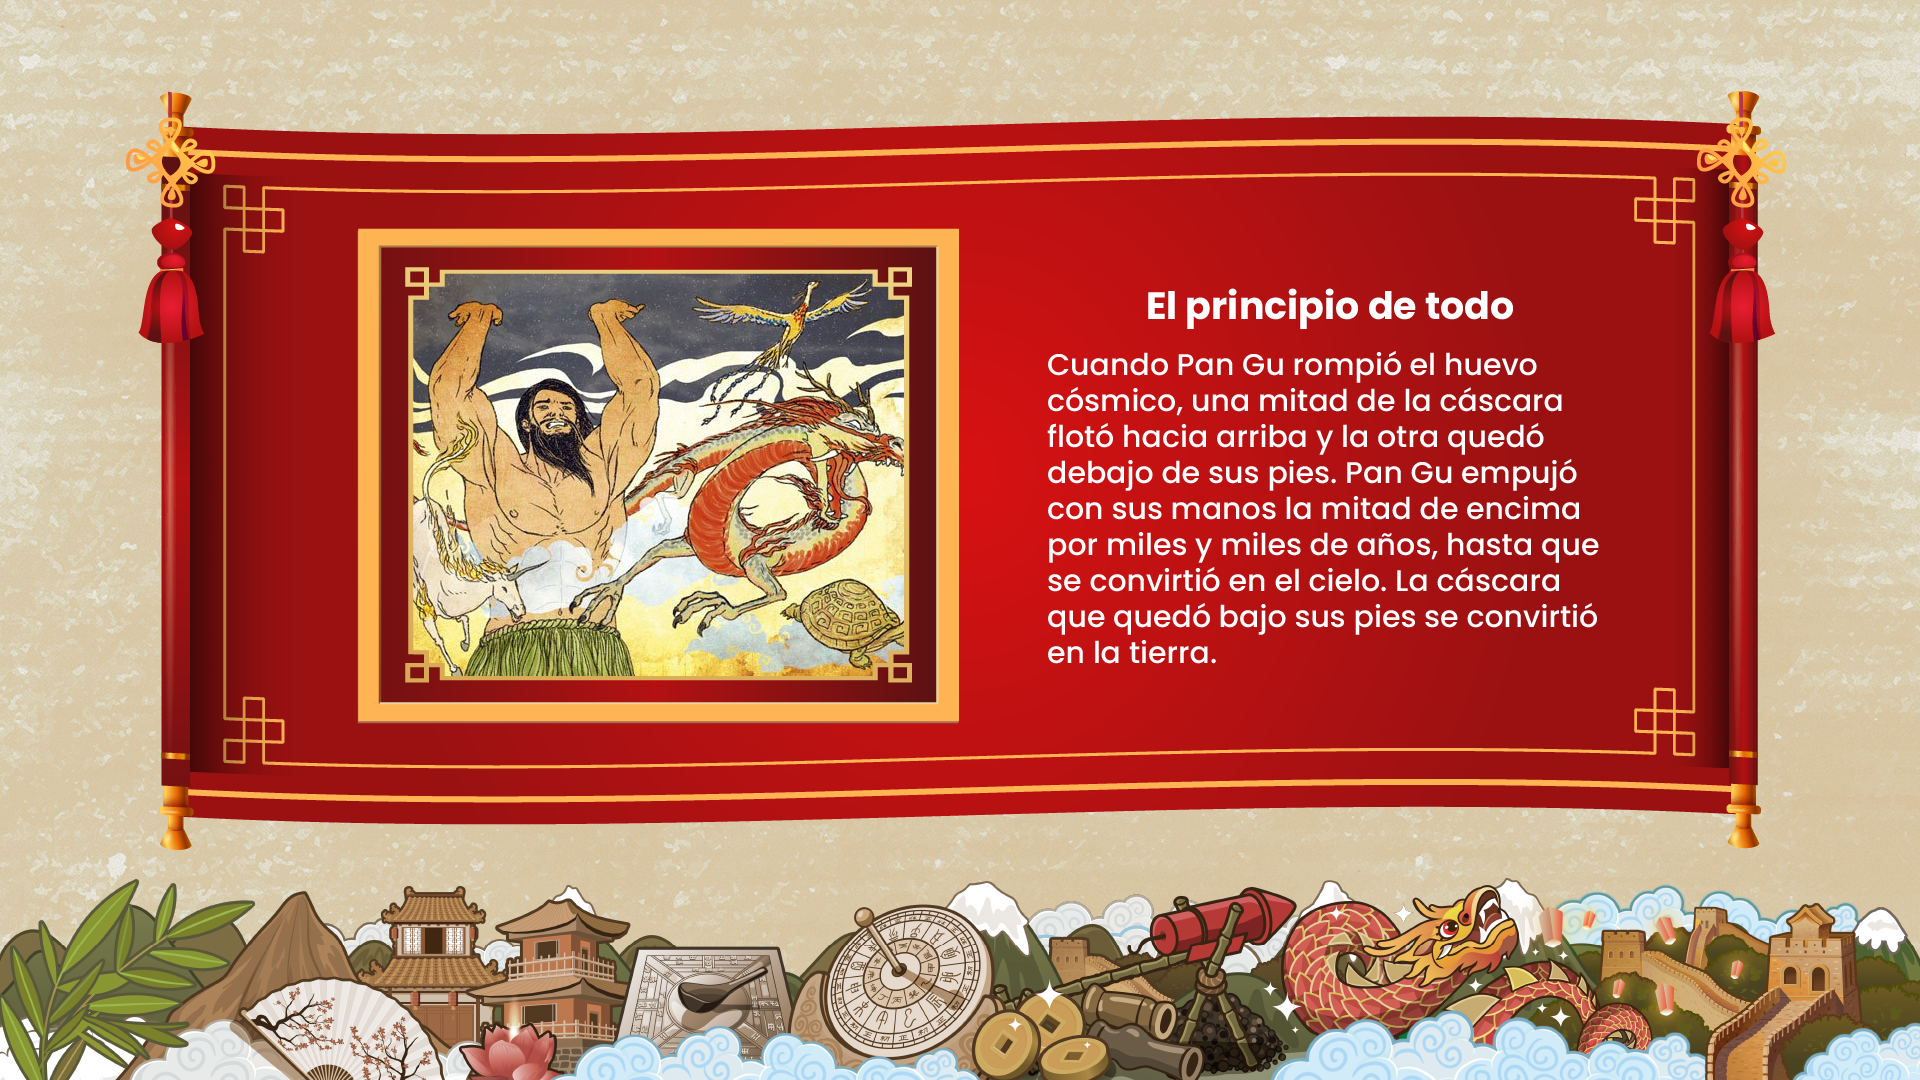 El principio de todo
Cuando Pan Gu rompió el huevo
cósmico, una mitad de la cáscara
flotó hacia arriba y la otra quedó
debajo de sus pies. Pan Gu empujó
con sus manos la mitad de encima
por miles y miles de años, hasta que
se convirtió en el cielo. La cáscara
que quedó bajo sus pies se convirtió
en la tierra.